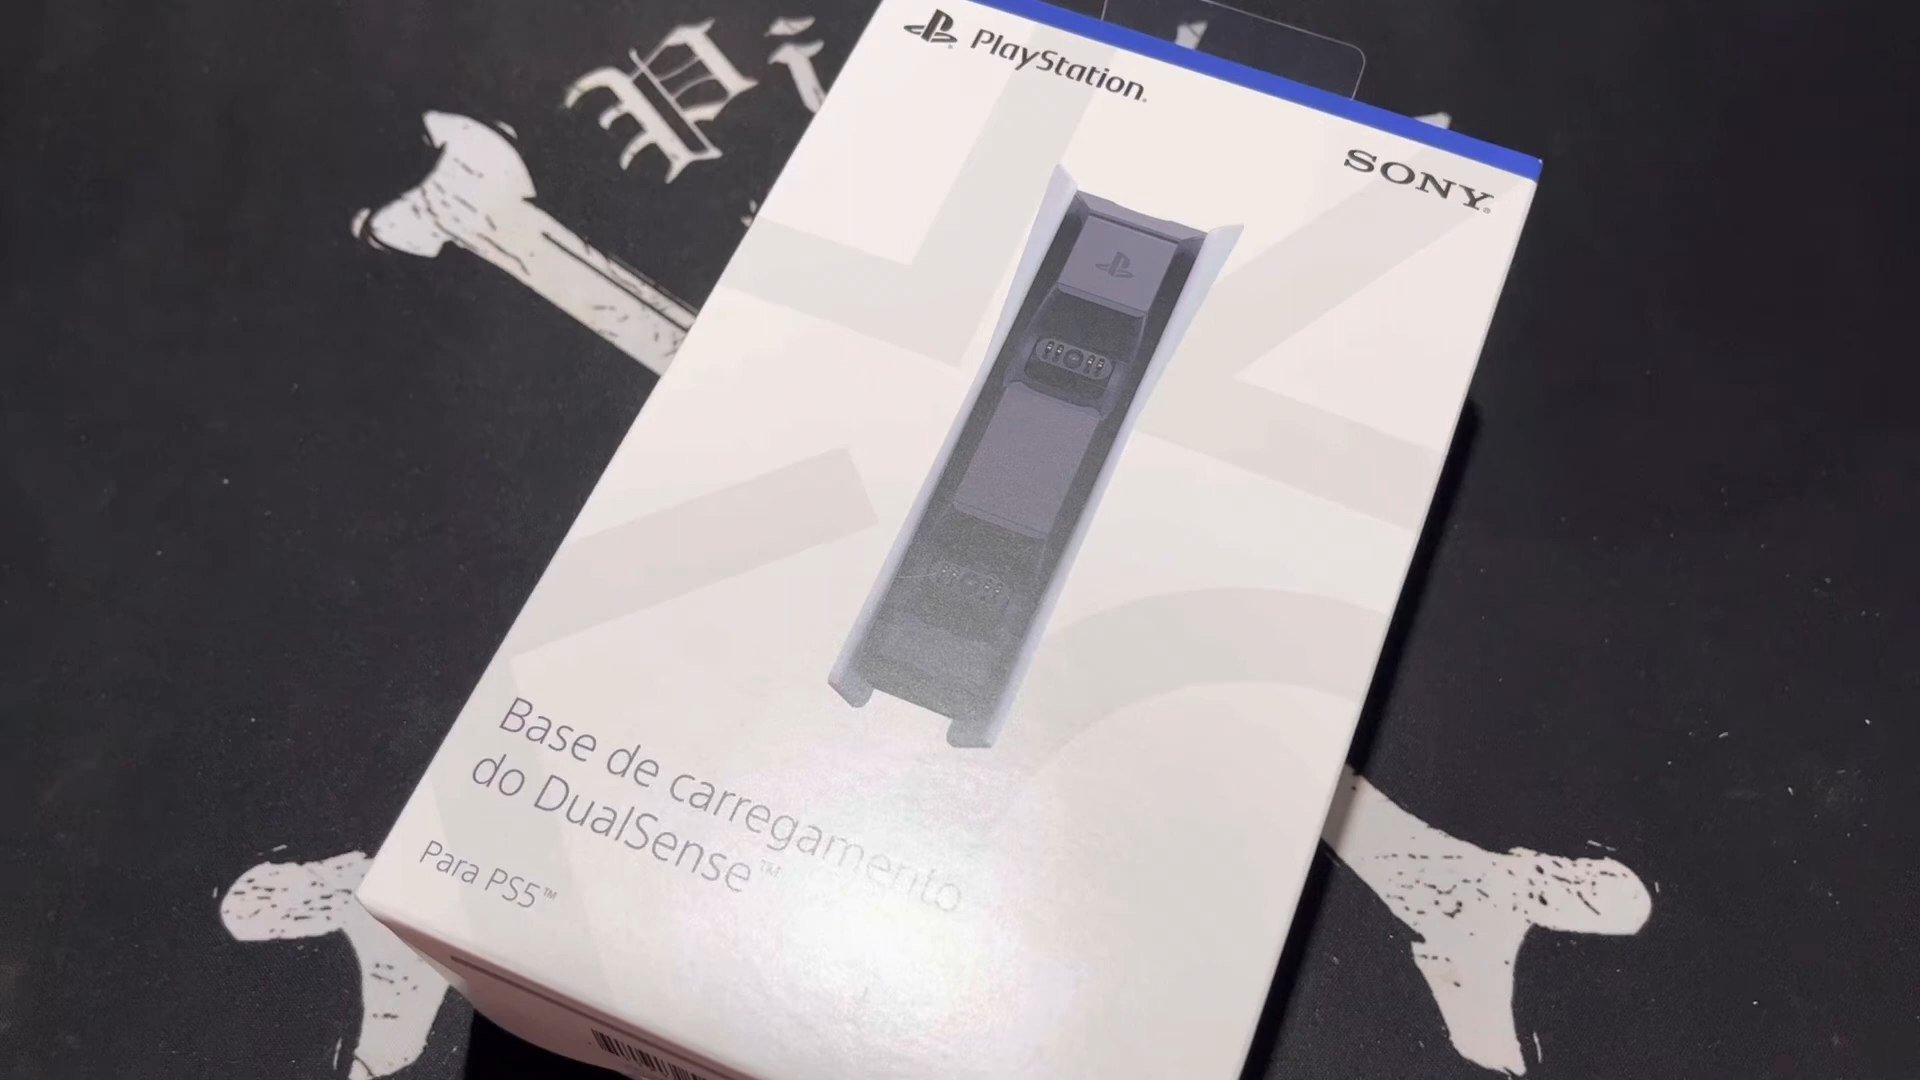 PlayStation®
SONY®
Base de carregamento
do DualSense™
Para PS5™